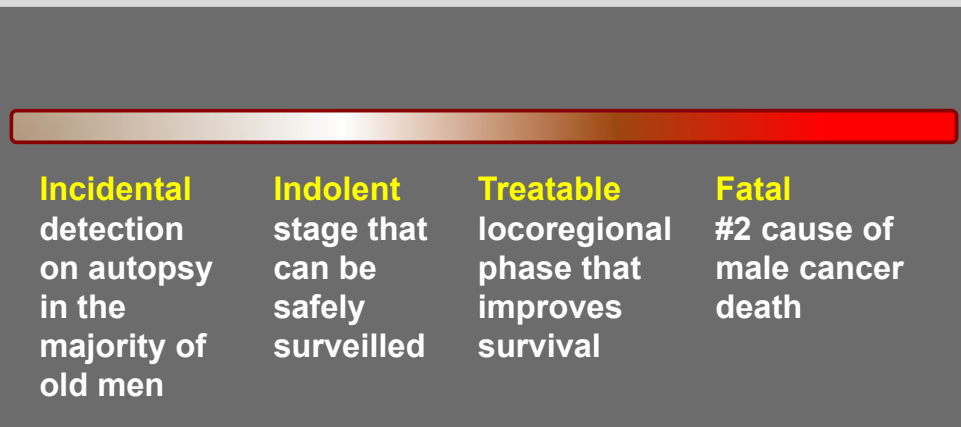 Incidental
detection
on autopsy
in the
majority of
old men
Indolent
stage that
can be
safely
surveilled
Treatable
locoregional
phase that
improves
survival
Fatal
#2 cause of
male cancer
death